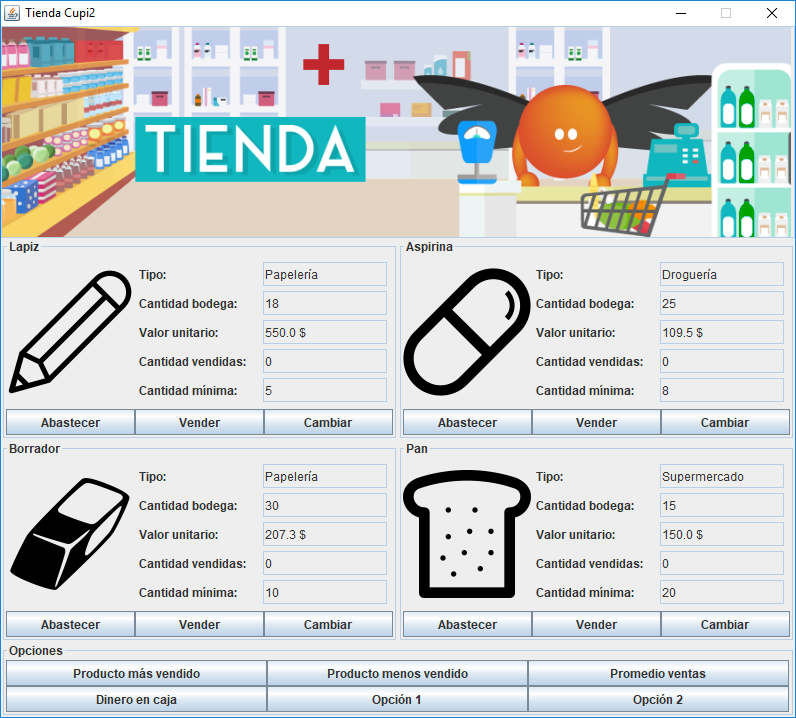 Tienda Cupi2
TIENDA
Lapiz
Tipo: Papelería
Cantidad bodega: 18
Valor unitario: 550.0 $
Cantidad vendidas: 0
Cantidad mínima: 5
Abastecer Vender Cambiar
Aspirina
Tipo: Droguería
Cantidad bodega: 25
Valor unitario: 109.5 $
Cantidad vendidas: 0
Cantidad mínima: 8
Abastecer Vender Cambiar
Borrador
Tipo: Papelería
Cantidad bodega: 30
Valor unitario: 207.3 $
Cantidad vendidas: 0
Cantidad mínima: 10
Abastecer Vender Cambiar
Pan
Tipo: Supermercado
Cantidad bodega: 15
Valor unitario: 150.0 $
Cantidad vendidas: 0
Cantidad mínima: 20
Abastecer Vender Cambiar
Opciones
Producto más vendido Producto menos vendido Promedio ventas
Dinero en caja Opción 1 Opción 2